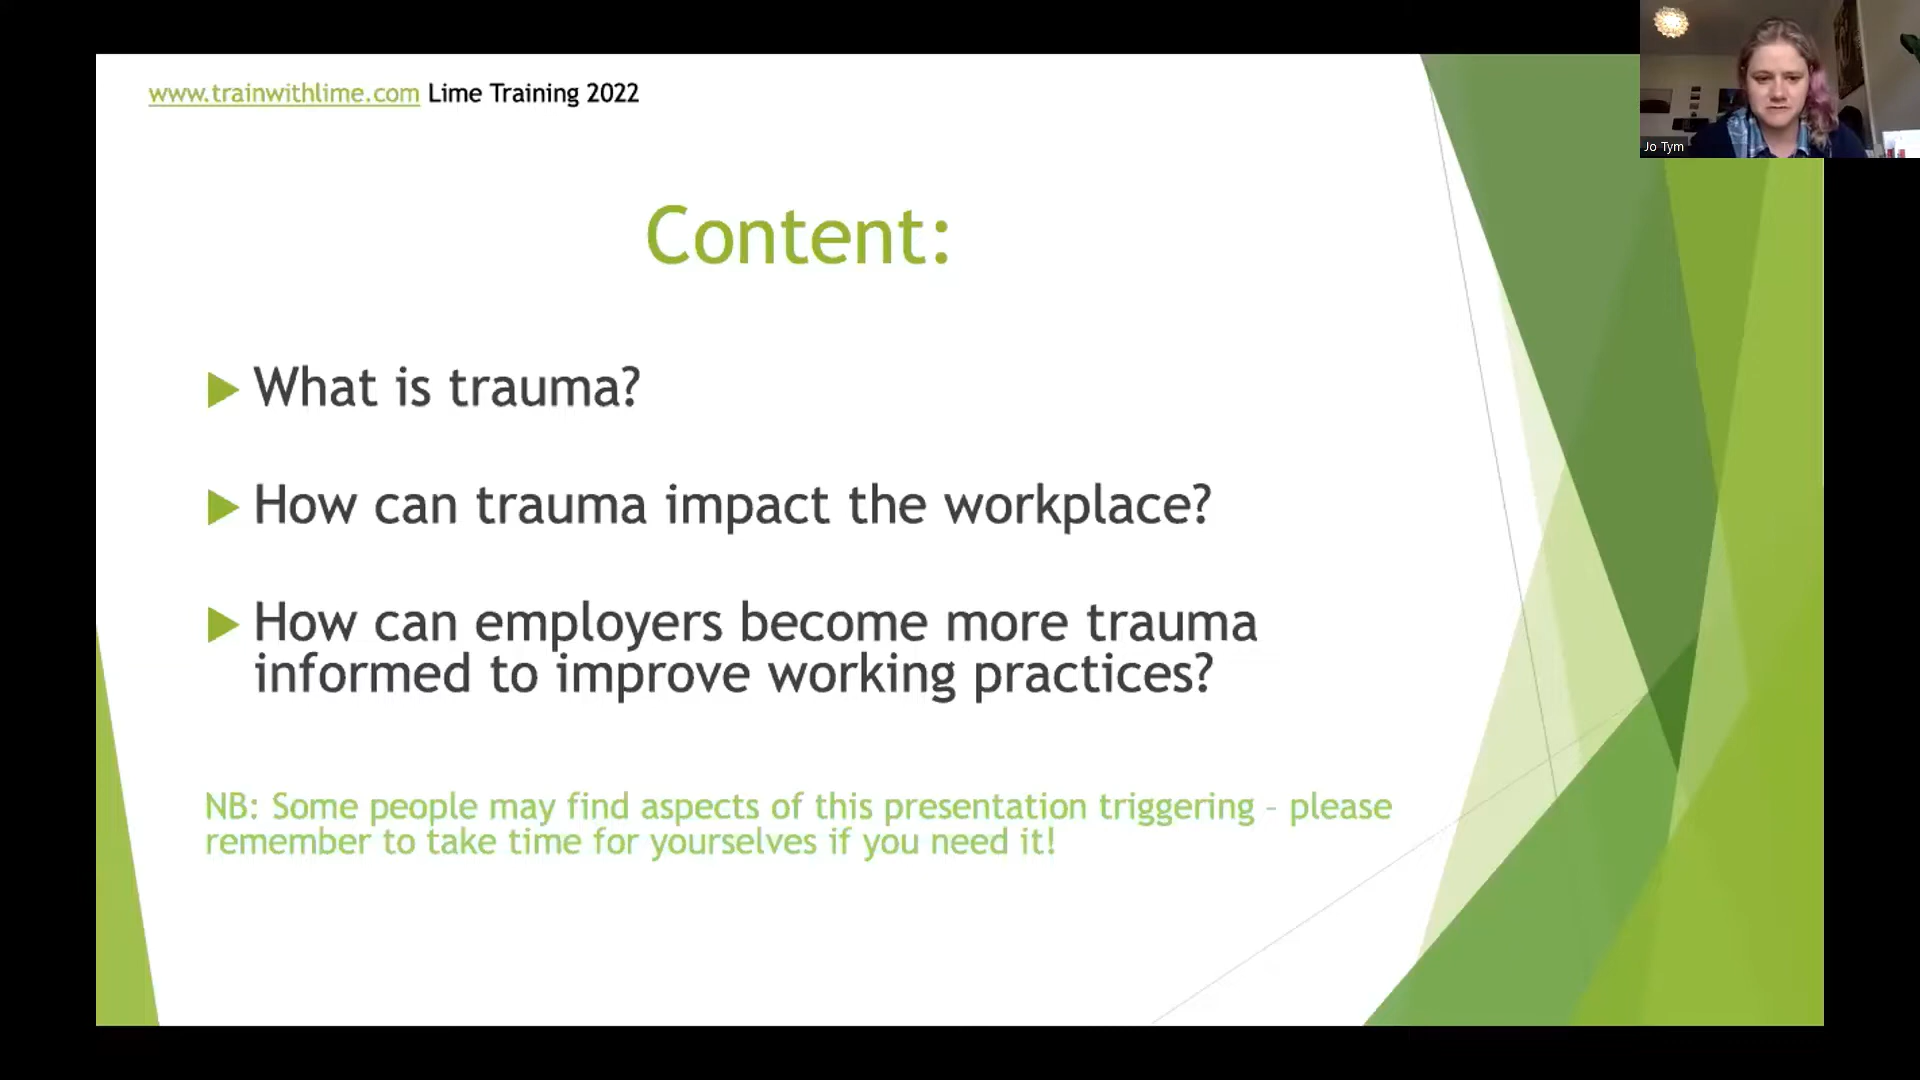 www.trainwithlime.com Lime Training 2022
Jo Tym
Content:
What is trauma?
How can trauma impact the workplace?
How can employers become more trauma
informed to improve working practices?
NB: Some people may find aspects of this presentation triggering – please
remember to take time for yourselves if you need it!